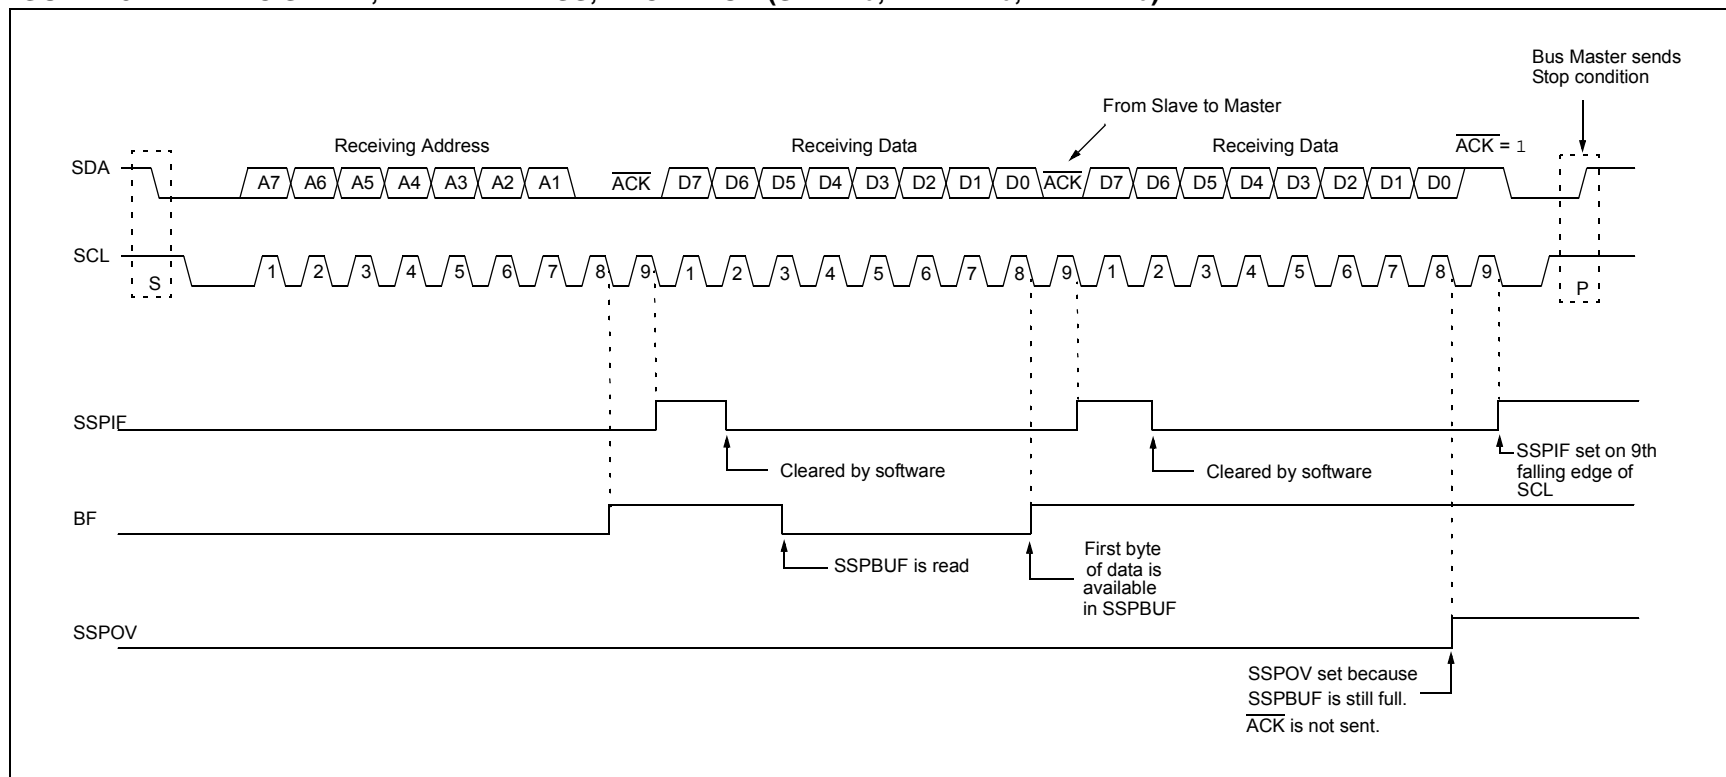 Bus Master sends
Stop condition
From Slave to Master
Receiving Address
Receiving Data
Receiving Data
ACK = 1
SDA
A7 A6 A5 A4 A3 A2 A1 ACK D7 D6 D5 D4 D3 D2 D1 D0 ACK D7 D6 D5 D4 D3 D2 D1 D0
SCL
S
1 2 3 4 5 6 7 8 9 1 2 3 4 5 6 7 8 9 1 2 3 4 5 6 7 8 9
P
SSPIF
Cleared by software
Cleared by software
SSPIF set on 9th
falling edge of
SCL
BF
SSPBUF is read
First byte
of data is
available
in SSPBUF
SSPOV
SSPOV set because
SSPBUF is still full.
ACK is not sent.